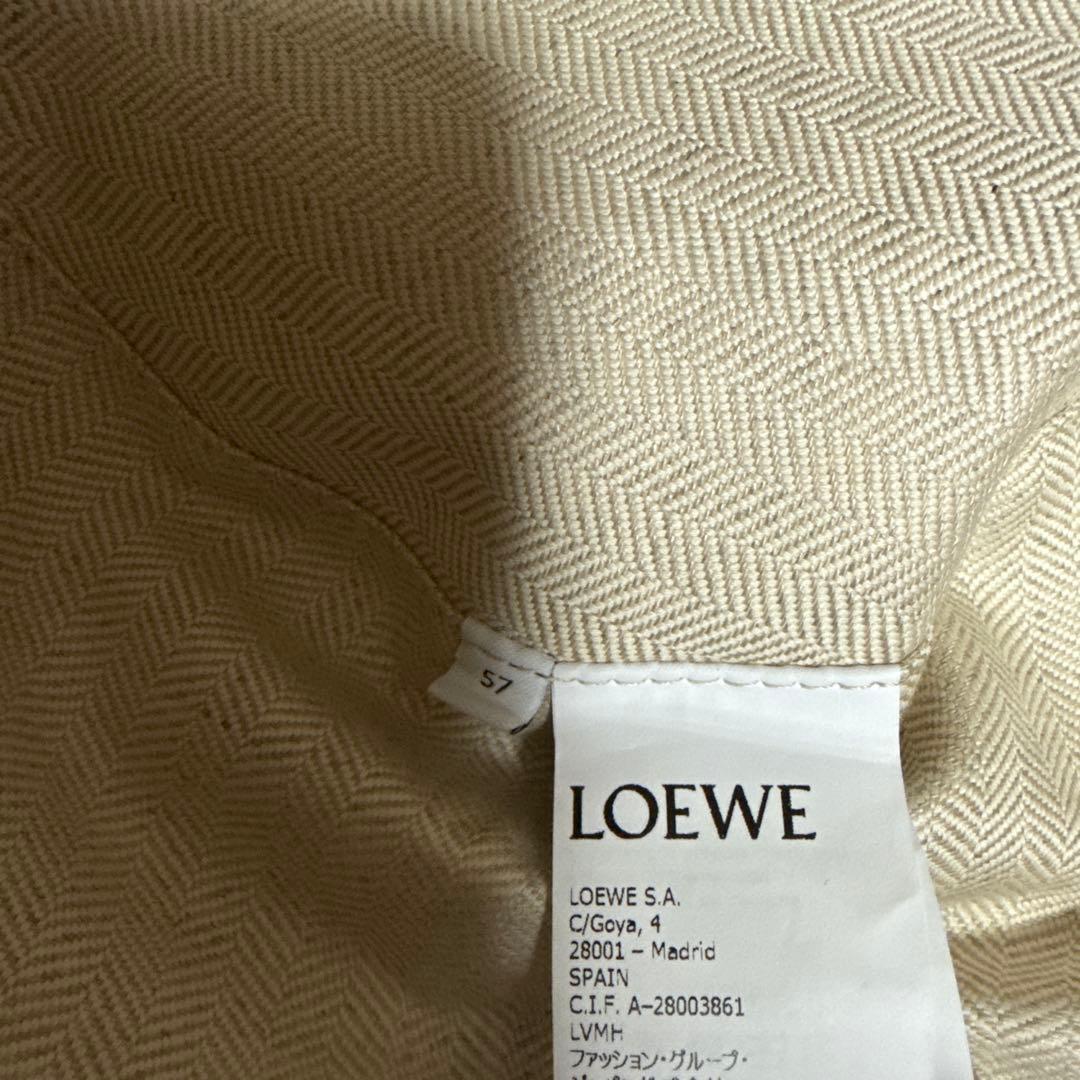 57
LOEWE
LOEWE S.A.
C/Goya, 4
28001 – Madrid
SPAIN
C.I.F. A–28003861
LVMH
ファッション・グループ・